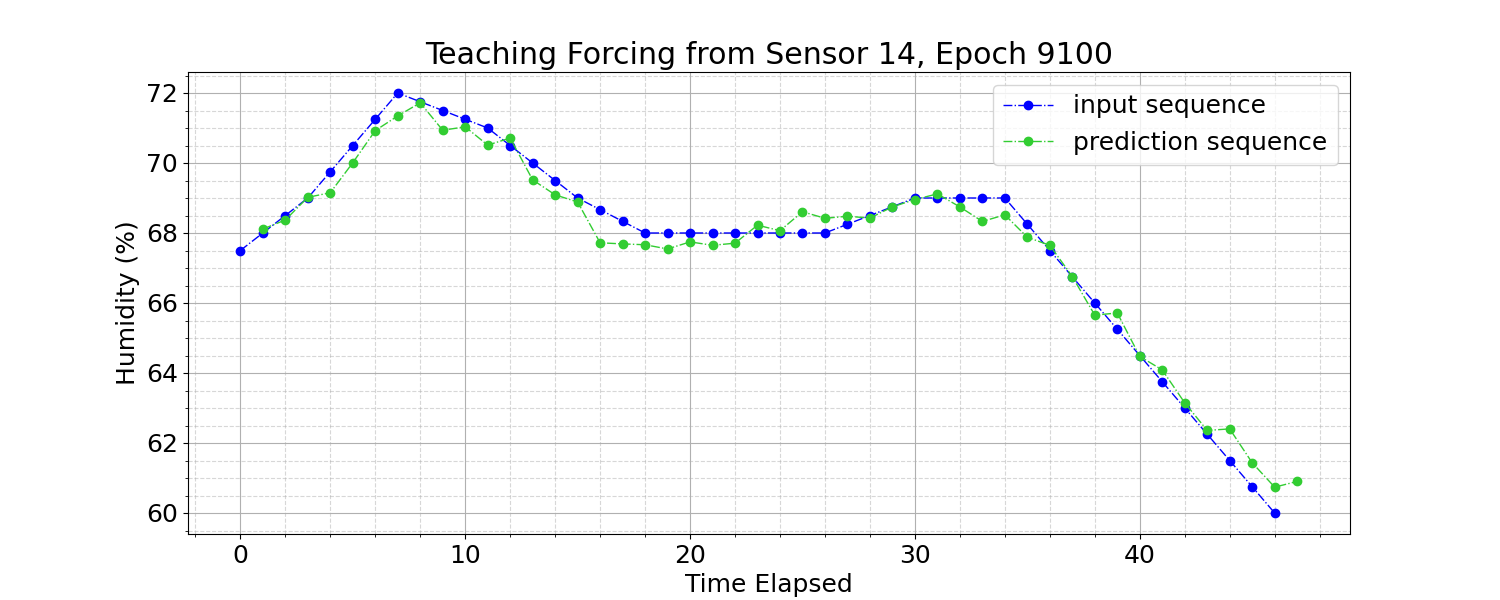 Teaching Forcing from Sensor 14, Epoch 9100
input sequence
prediction sequence
Humidity (%)
72
70
68
66
64
62
60
0 10 20 30 40
Time Elapsed